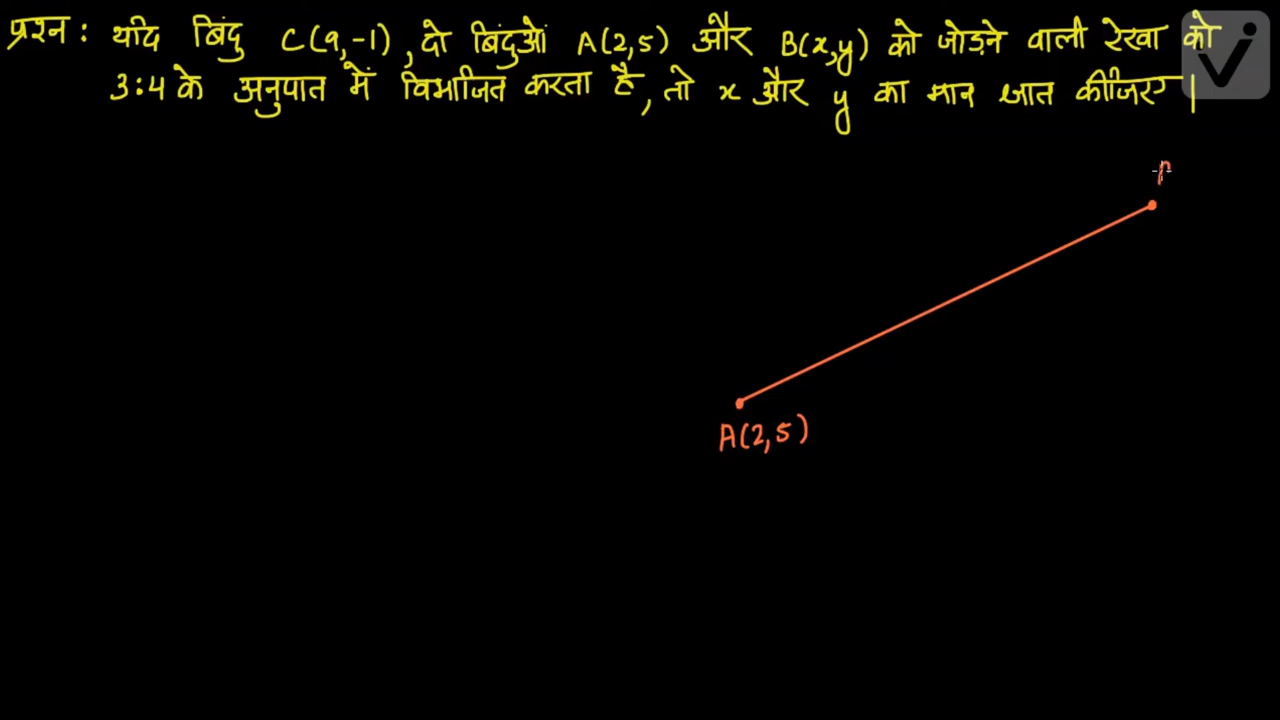 प्रश्न: यदि बिंदु C(9,-1), दो बिंदुओं A(2,5) और B(x,y) को जोड़ने वाली रेखा को
3:4 के अनुपात में विभाजित करता है, तो x और y का मान ज्ञात कीजिए।
A(2,5)